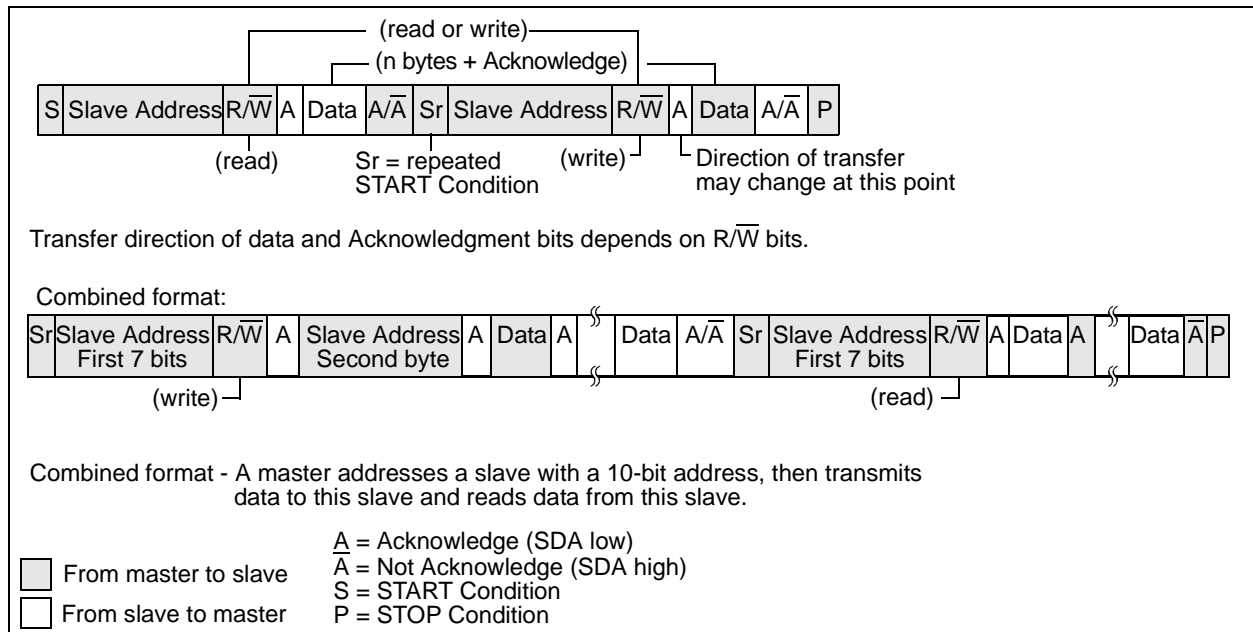 (read or write)
(n bytes + Acknowledge)
S Slave Address R/W̅ A Data A/A̅ Sr Slave Address R/W̅ A Data A/A̅ P
(read) Sr = repeated START Condition (write) Direction of transfer may change at this point
Transfer direction of data and Acknowledgment bits depends on R/W̅ bits.
Combined format:
Sr Slave Address First 7 bits R/W̅ A Slave Address Second byte A Data A Data A/A̅ Sr Slave Address First 7 bits R/W̅ A Data A Data A̅ P
(write) (read)
Combined format - A master addresses a slave with a 10-bit address, then transmits
data to this slave and reads data from this slave.
A = Acknowledge (SDA low)
A̅ = Not Acknowledge (SDA high)
From master to slave
S = START Condition
From slave to master
P = STOP Condition